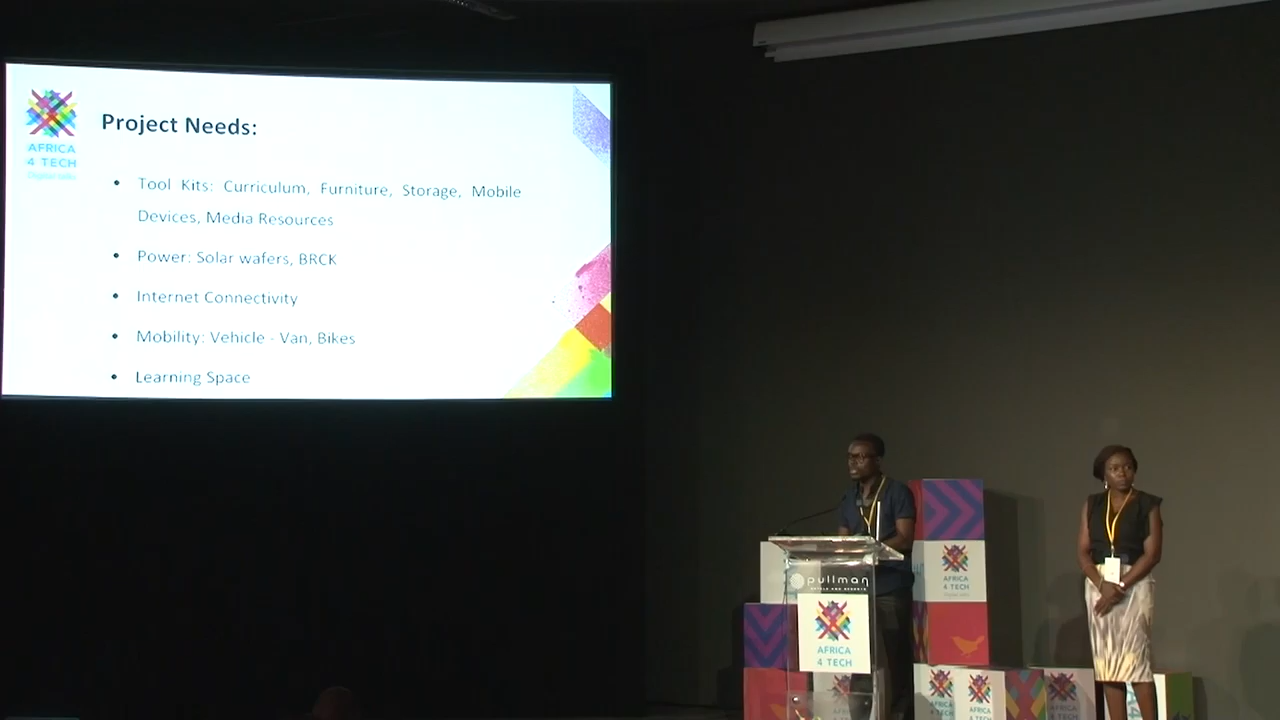 AFRICA
4 TECH
Project Needs:
• Tool Kits: Curriculum, Furniture, Storage, Mobile
Devices, Media Resources
• Power: Solar wafers, BRCK
• Internet Connectivity
• Mobility: Vehicle - Van, Bikes
• Learning Space
pullman
AFRICA
4 TECH
AFRICA
4 TECH